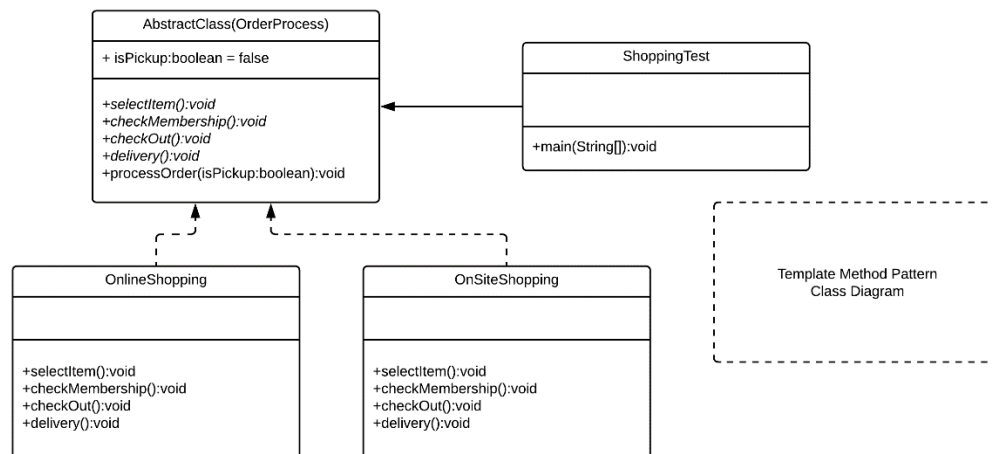 AbstractClass(OrderProcess)
+ isPickup:boolean = false
+selectItem():void
+checkMembership():void
+checkOut():void
+delivery():void
+processOrder(isPickup:boolean):void
ShoppingTest
+main(String[]):void
OnlineShopping
+selectItem():void
+checkMembership():void
+checkOut():void
+delivery():void
OnSiteShopping
+selectItem():void
+checkMembership():void
+checkOut():void
+delivery():void
Template Method Pattern
Class Diagram